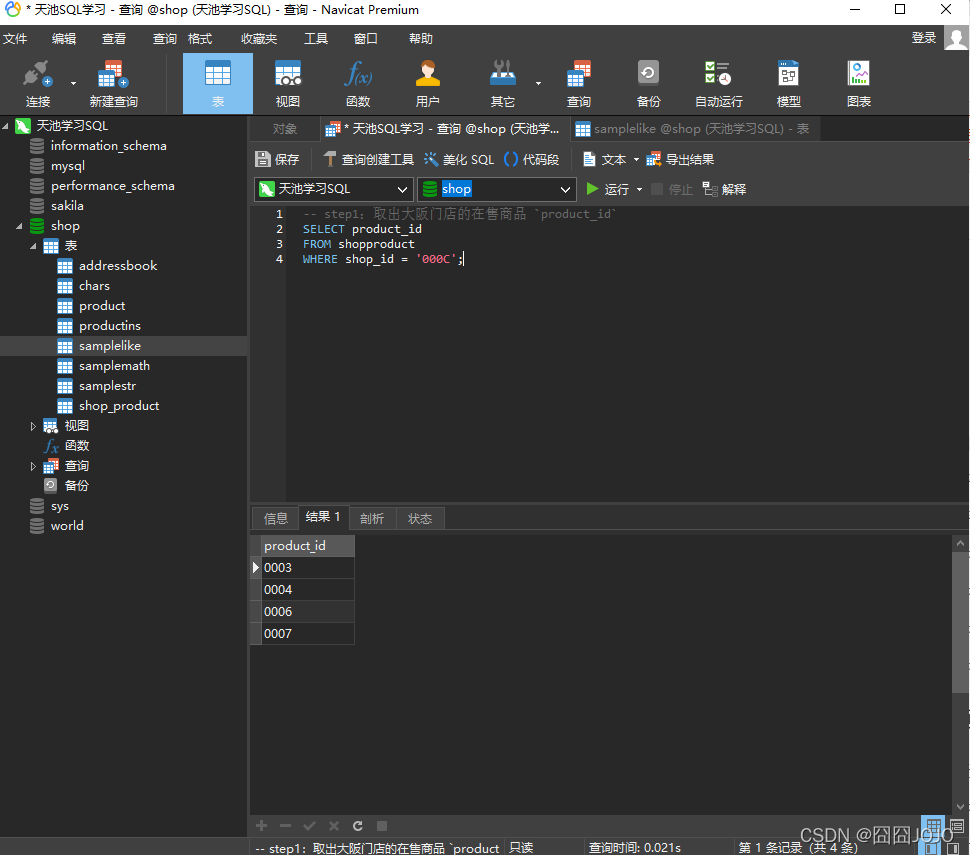 * 天池SQL学习 - 查询 @shop (天池学习SQL) - 查询 - Navicat Premium
文件 编辑 查看 查询 格式 收藏夹 工具 窗口 帮助 登录
连接 新建查询 表 视图 函数 用户 其它 查询 备份 自动运行 模型 图表
天池学习SQL
information_schema
mysql
performance_schema
sakila
shop
表
addressbook
chars
product
productins
samplelike
samplemath
samplestr
shop_product
视图
函数
查询
备份
sys
world
对象 * 天池SQL学习 - 查询 @shop (天池学... samplelike @shop (天池学习SQL) - 表
保存 查询创建工具 美化 SQL () 代码段 文本 导出结果
天池学习SQL shop 运行 停止 解释
1 -- step1：取出大阪门店的在售商品 `product_id`
2 SELECT product_id
3 FROM shopproduct
4 WHERE shop_id = '000C';
信息 结果 1 剖析 状态
product_id
0003
0004
0006
0007
-- step1：取出大阪门店的在售商品 `product 只读 查询时间: 0.021s 第 1 条记录 (共 4 条)
CSDN @囧囧JOJO